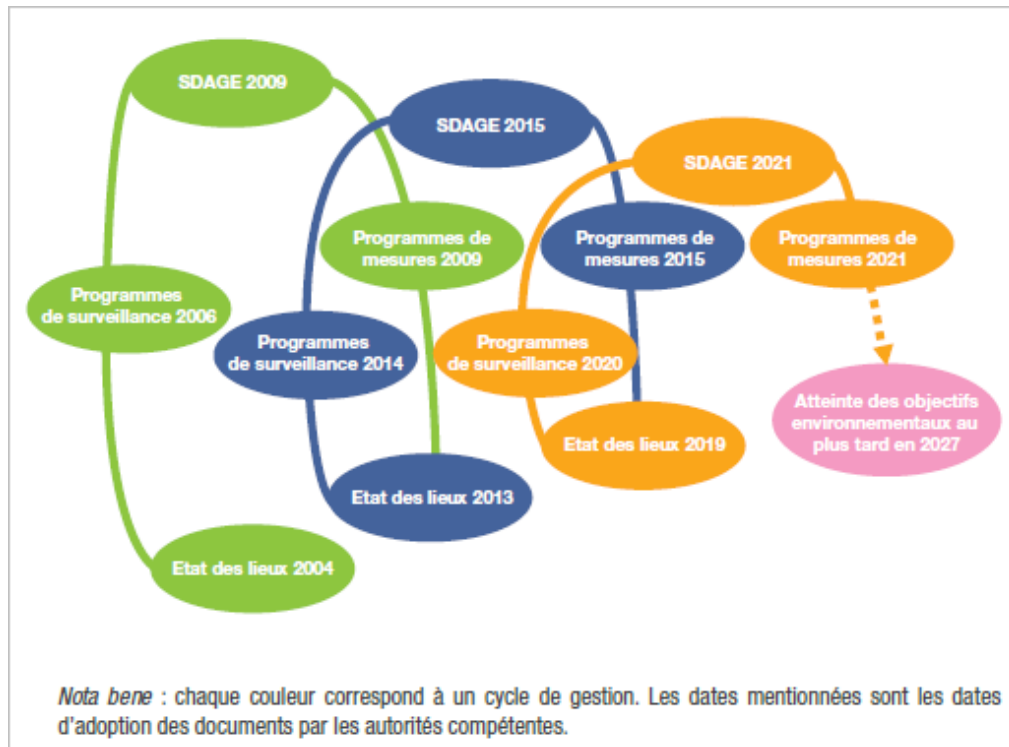 SDAGE 2009
SDAGE 2015
SDAGE 2021
Programmes de
mesures 2009
Programmes de
mesures 2015
Programmes de
mesures 2021
Programmes
de surveillance 2006
Programmes
de surveillance 2014
Programmes
de surveillance 2020
Atteinte des objectifs
environnementaux au
plus tard en 2027
Etat des lieux 2019
Etat des lieux 2013
Etat des lieux 2004
Nota bene : chaque couleur correspond à un cycle de gestion. Les dates mentionnées sont les dates
d'adoption des documents par les autorités compétentes.